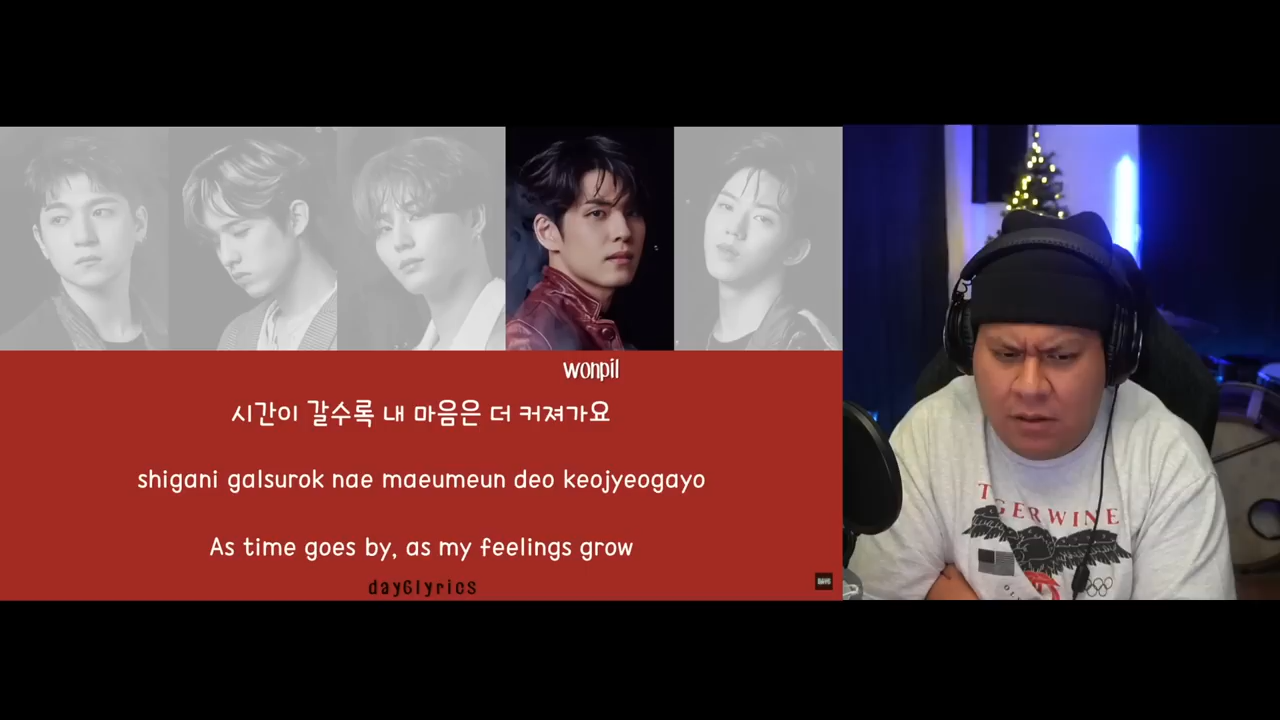 wonpil
시간이 갈수록 내 마음은 더 커져가요
shigani galsurok nae maeumeun deo keojyeogayo
As time goes by, as my feelings grow
day6lyrics
DAY6